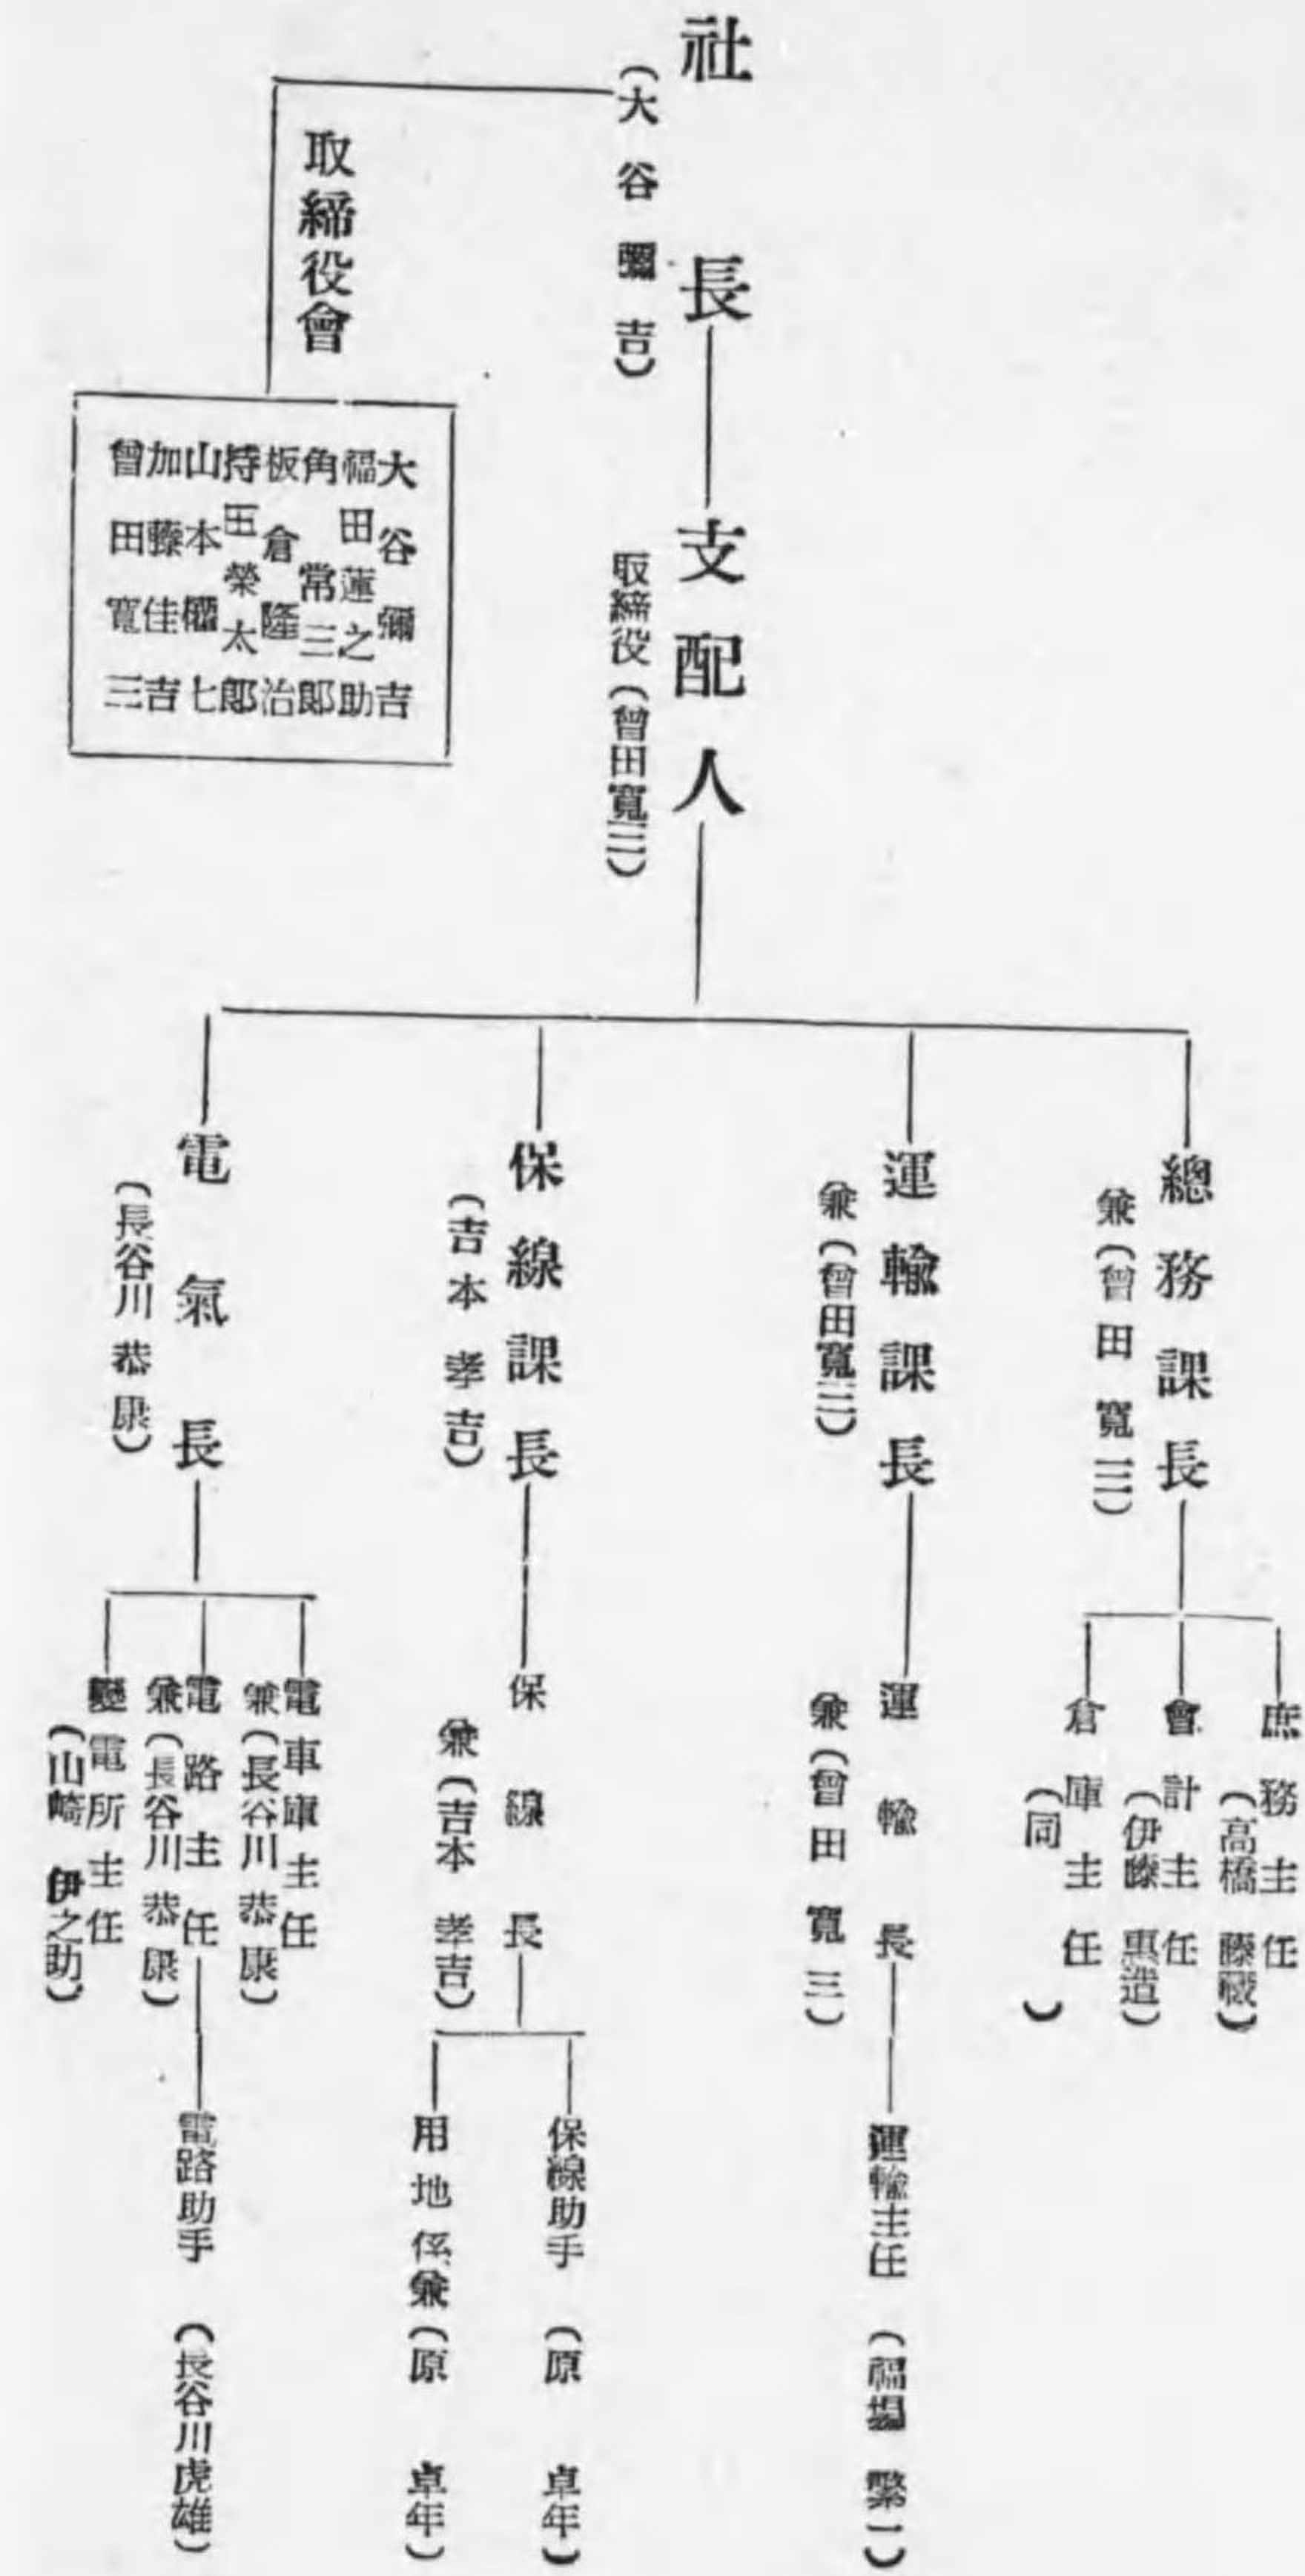 社長
(大谷彌吉)
取締役會
大谷彌吉
福田蓮之助
角常三郎
板倉隆治
持田榮太郎
山本權七
加藤佳吉
曾田寬三
支配人
取締役(曾田寬三)
總務課長
兼(曾田寬三)
庶務主任
(高橋藤藏)
會計主任
(伊藤惠造)
倉庫主任
(同)
運輸課長
兼(曾田寬三)
運輸長
兼(曾田寬三)
運輸主任(福場繁一)
保線課長
(吉本孝吉)
保線長
兼(吉本孝吉)
保線助手(原卓年)
用地係兼(原卓年)
電氣長
(長谷川恭康)
電車庫主任
兼(長谷川恭康)
電路主任
兼(長谷川恭康)
電路助手(長谷川虎雄)
變電所主任
(山崎伊之助)